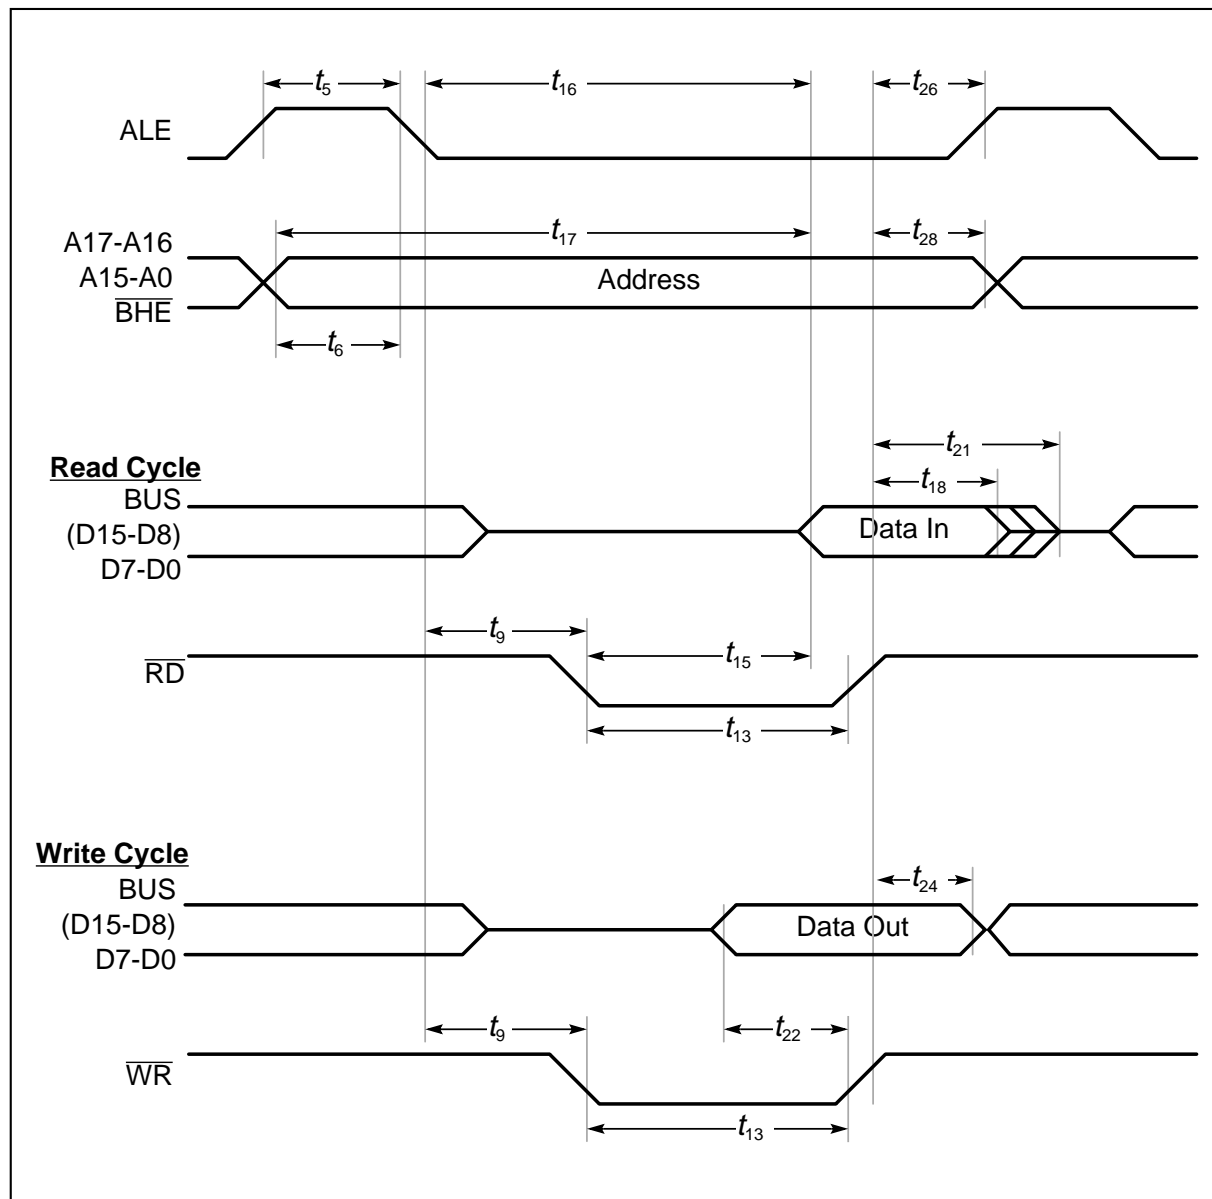 t5
t16
t26
ALE
t17
t28
A17-A16
A15-A0
BHE
Address
t6
t21
Read Cycle
t18
BUS
(D15-D8)
D7-D0
Data In
t9
t15
RD
t13
Write Cycle
t24
BUS
(D15-D8)
D7-D0
Data Out
t9
t22
WR
t13